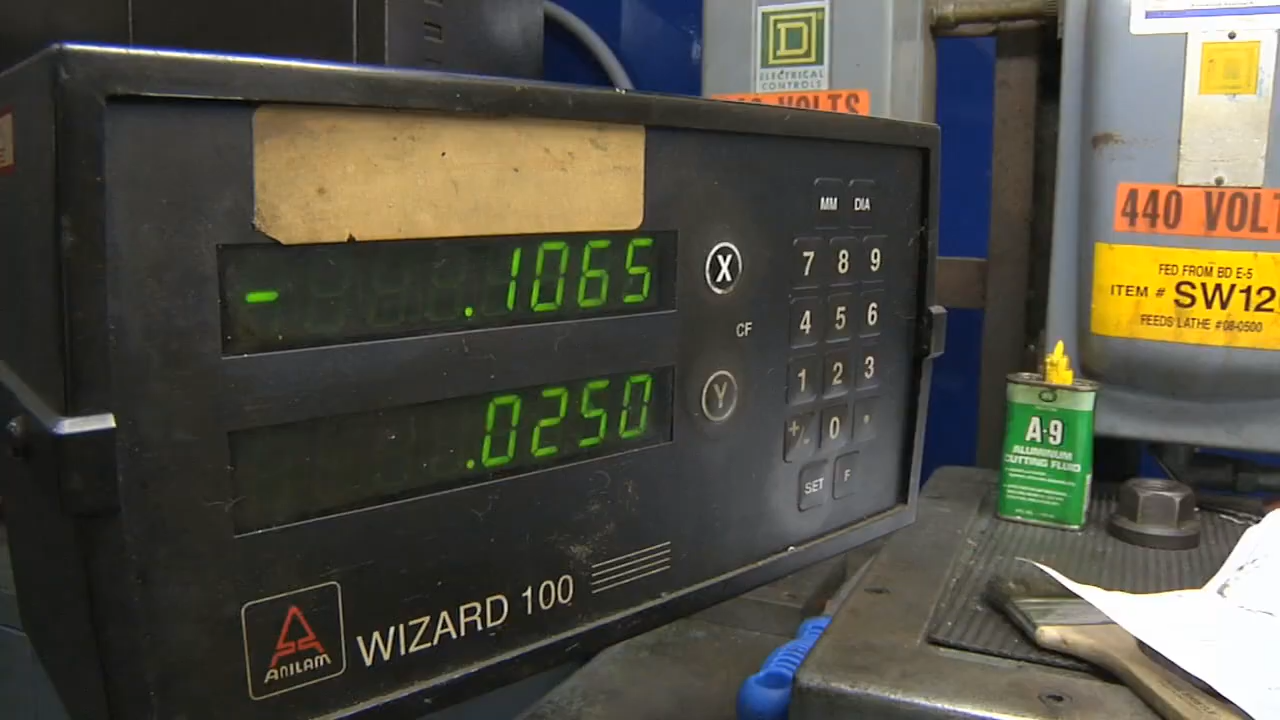 D
ELECTRICAL
CONTROLS
VOLTS
440 VOLT
FED FROM BD E-5
ITEM # SW12
FEEDS LATHE #08-0500
- .1065
.0250
X
CF
Y
MM DIA
7 8 9
4 5 6
1 2 3
+/- 0 .
SET F
ANILAM
WIZARD 100
A-9
ALUMINUM
CUTTING FLUID